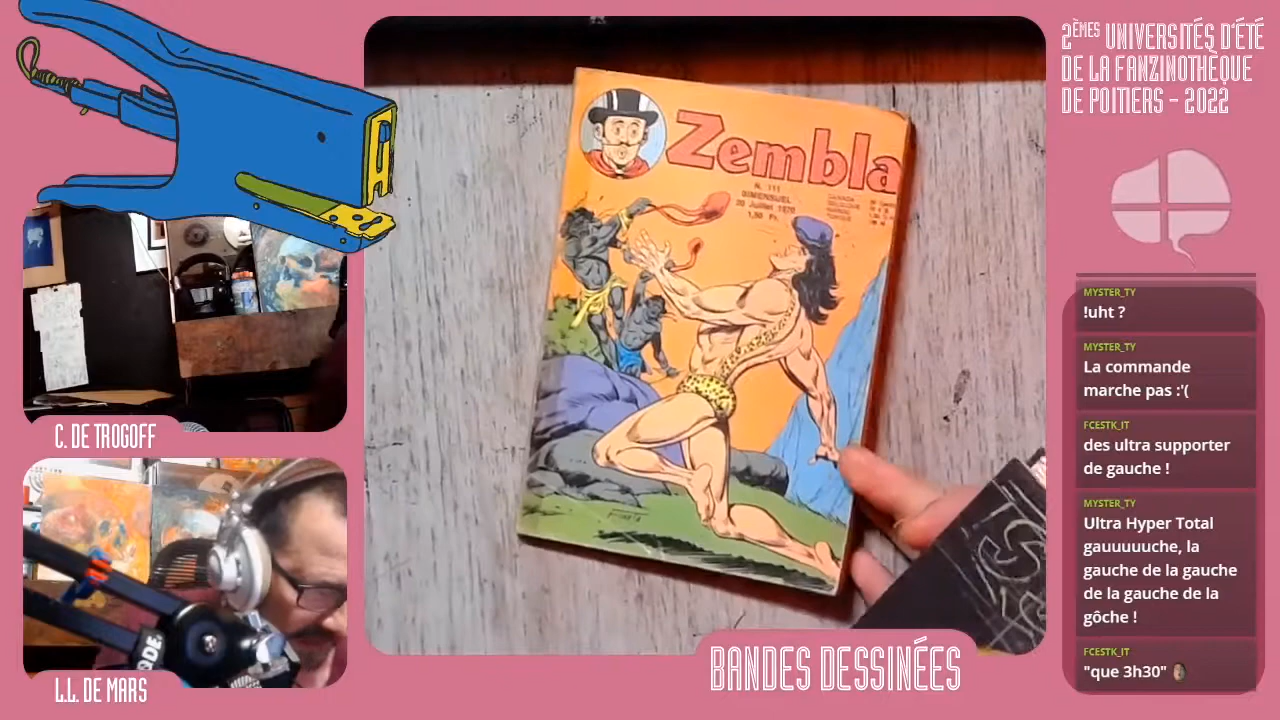 2ÈMES UNIVERSITÉS D'ÉTÉ
DE LA FANZINOTHÈQUE
DE POITIERS - 2022
Zembla
N. 111
BIMENSUEL
20 Juillet 1970
1,50 Fr.
C. DE TROGOFF
L.L. DE MARS
BANDES DESSINÉES
MYSTER_TY
!uht ?
MYSTER_TY
La commande
marche pas :'(
FCESTK_IT
des ultra supporter
de gauche !
MYSTER_TY
Ultra Hyper Total
gauuuuuche, la
gauche de la gauche
de la gauche de la
gôche !
FCESTK_IT
"que 3h30"